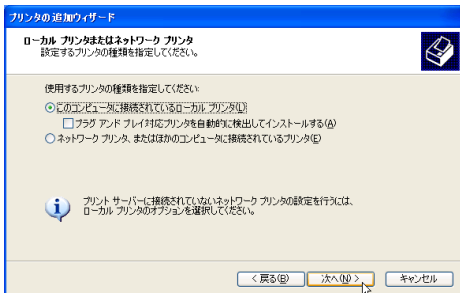 プリンタの追加ウィザード
ローカル プリンタまたはネットワーク プリンタ
設定するプリンタの種類を指定してください。
使用するプリンタの種類を指定してください:
このコンピュータに接続されているローカル プリンタ(L)
プラグ アンド プレイ対応プリンタを自動的に検出してインストールする(A)
ネットワーク プリンタ、またはほかのコンピュータに接続されているプリンタ(E)
プリント サーバーに接続されていないネットワーク プリンタの設定を行うには、
ローカル プリンタのオプションを選択してください。
< 戻る(B) 次へ(N) > キャンセル